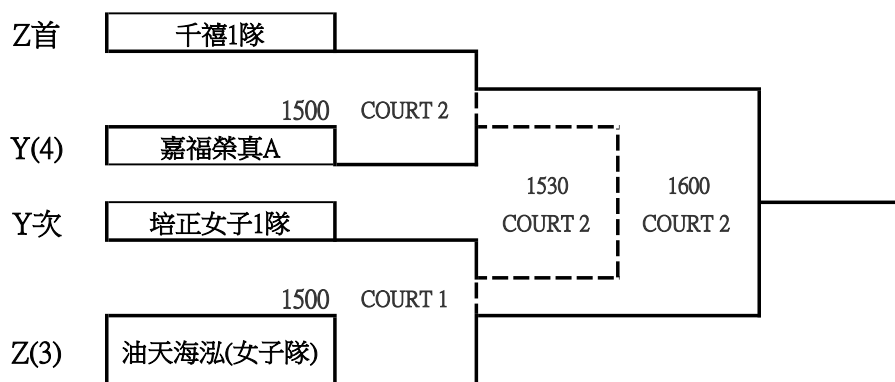 Z首 千禧1隊
1500 COURT 2
Y(4) 嘉福榮真A
1530 1600
Y次 培正女子1隊 COURT 2 COURT 2
1500 COURT 1
Z(3) 油天海泓(女子隊)